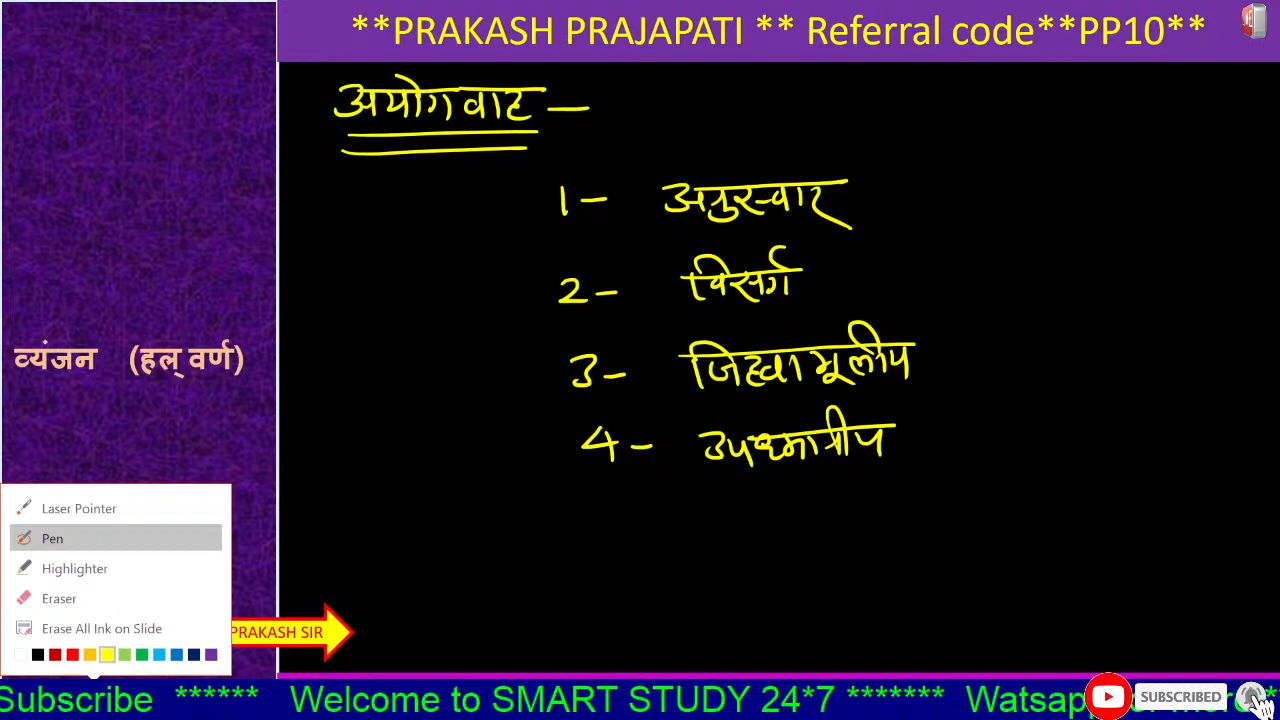 **PRAKASH PRAJAPATI ** Referral code**PP10**
अयोगवाह –
1- अनुस्वार
2- विसर्ग
3- जिह्वामूलीय
4- उपध्मानीय
व्यंजन (हल् वर्ण)
Laser Pointer
Pen
Highlighter
Eraser
Erase All Ink on Slide
PRAKASH SIR
Subscribe ****** Welcome to SMART STUDY 24*7 ******* Watsapp
SUBSCRIBED